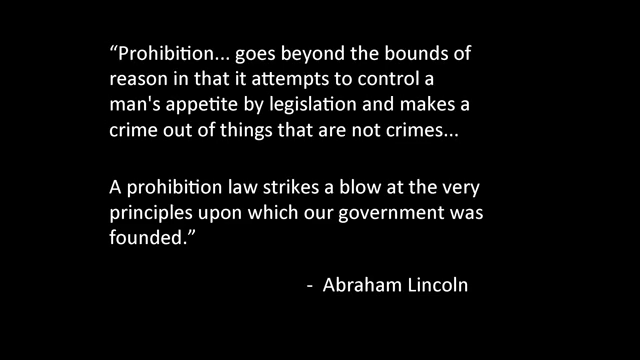 “Prohibition... goes beyond the bounds of
reason in that it attempts to control a
man's appetite by legislation and makes a
crime out of things that are not crimes...
A prohibition law strikes a blow at the very
principles upon which our government was
founded.”
- Abraham Lincoln